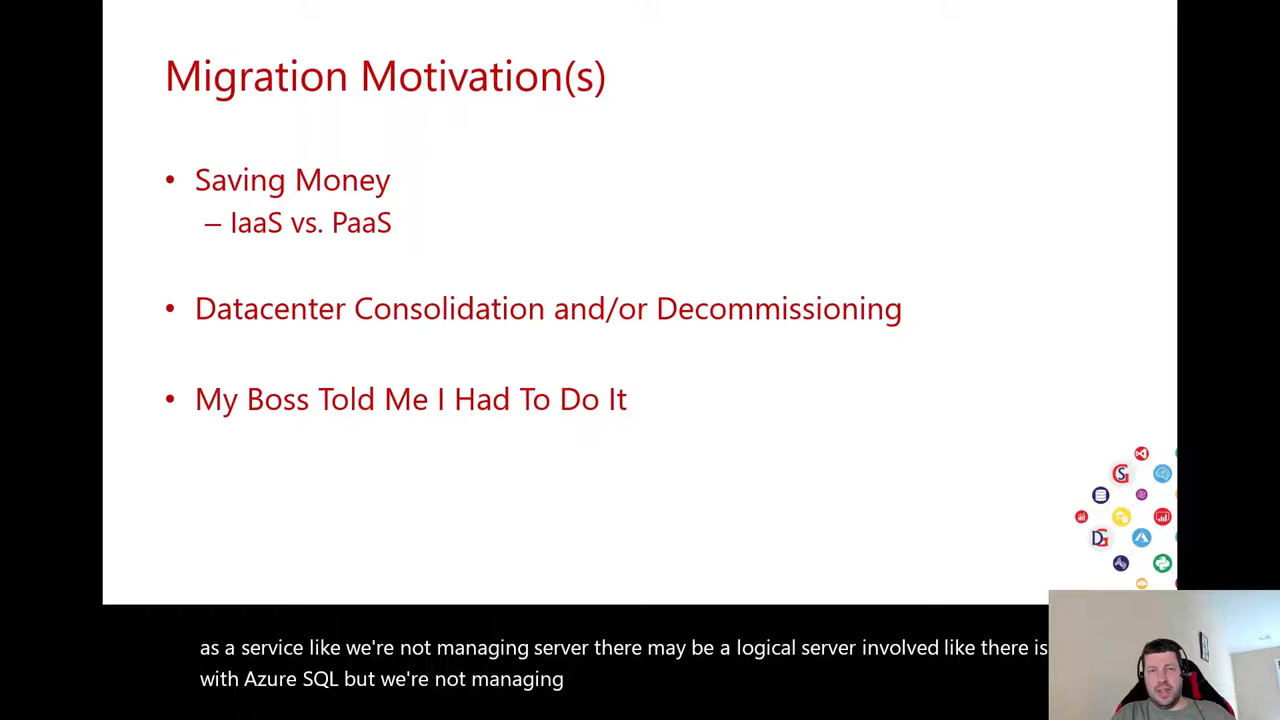 Migration Motivation(s)
• Saving Money
– IaaS vs. PaaS
• Datacenter Consolidation and/or Decommissioning
• My Boss Told Me I Had To Do It
GS
DG
as a service like we're not managing server there may be a logical server involved like there is
with Azure SQL but we're not managing